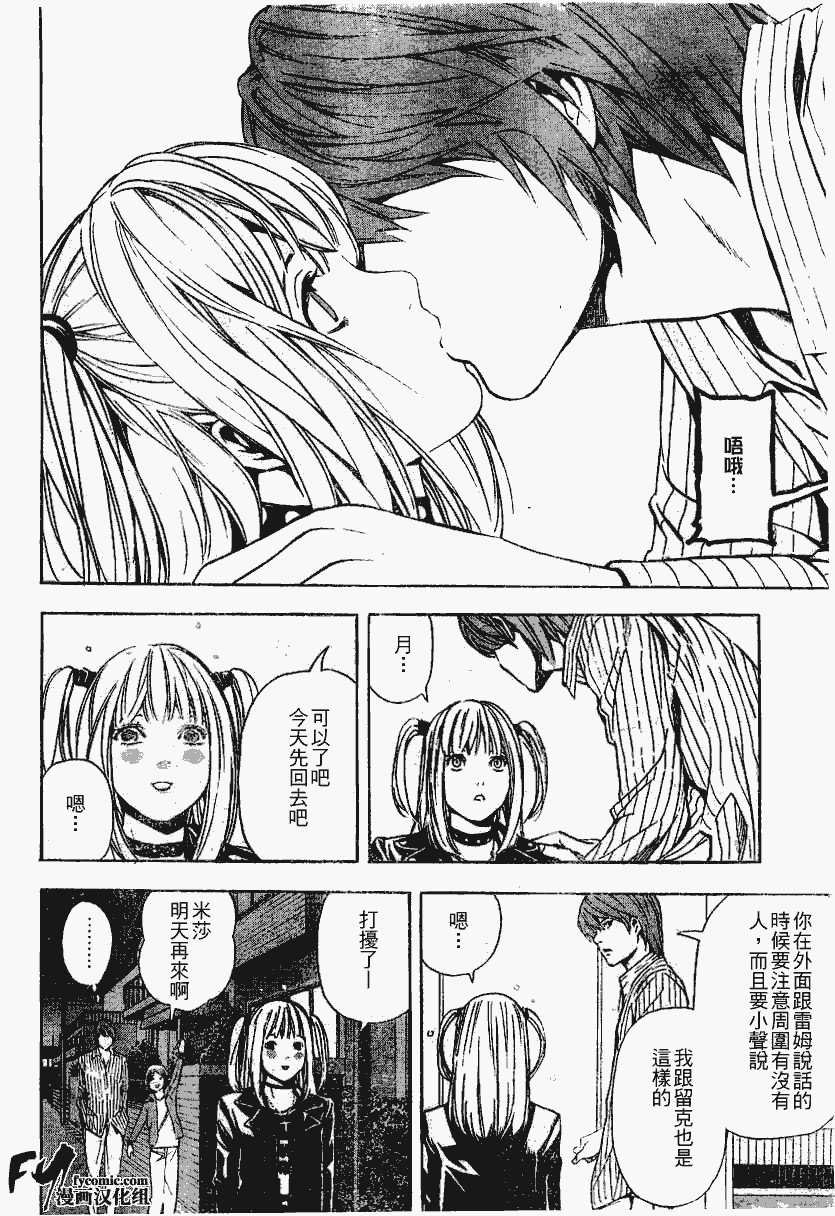 唔
哦…
月…
可以了吧
今天先回去吧
嗯…
你在外面跟雷姆說話的
時候要注意周圍有沒有
人，而且要小聲說
我跟留克也是
這樣的
嗯…
打擾了—
米莎
明天再來啊
………
FY
fycomic.com
漫画汉化组